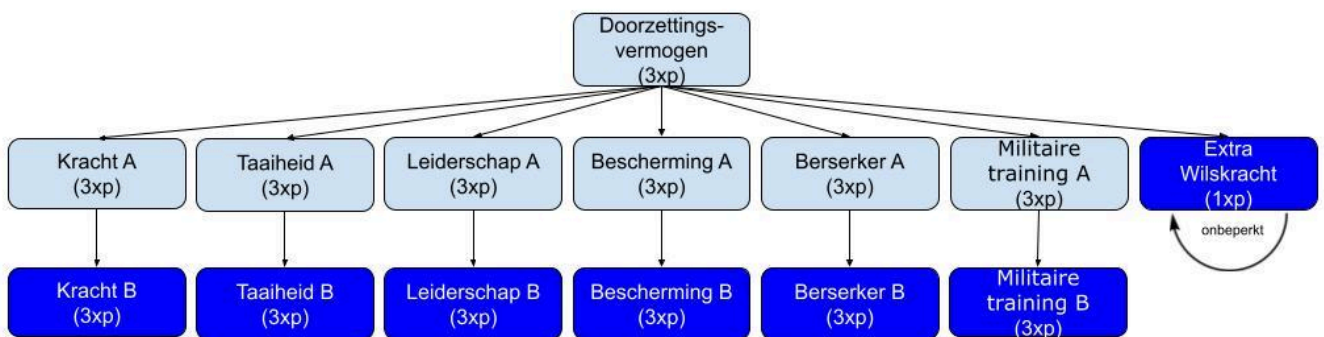 Doorzettings-
vermogen
(3xp)
Kracht A
(3xp)
Taaiheid A
(3xp)
Leiderschap A
(3xp)
Bescherming A
(3xp)
Berserker A
(3xp)
Militaire
training A
(3xp)
Extra
Wilskracht
(1xp)
onbeperkt
Kracht B
(3xp)
Taaiheid B
(3xp)
Leiderschap B
(3xp)
Bescherming B
(3xp)
Berserker B
(3xp)
Militaire
training B
(3xp)